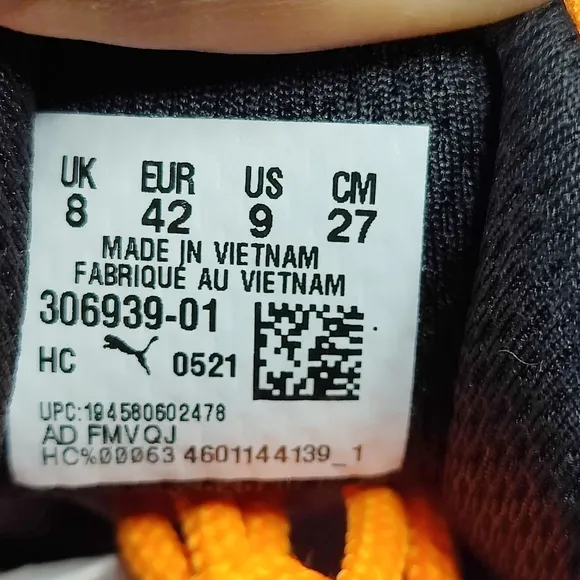 UK EUR US CM
8 42 9 27
MADE IN VIETNAM
FABRIQUÉ AU VIETNAM
306939-01
HC 0521
UPC:194580602478
AD FMVQJ
HC%00063 4601144139_1